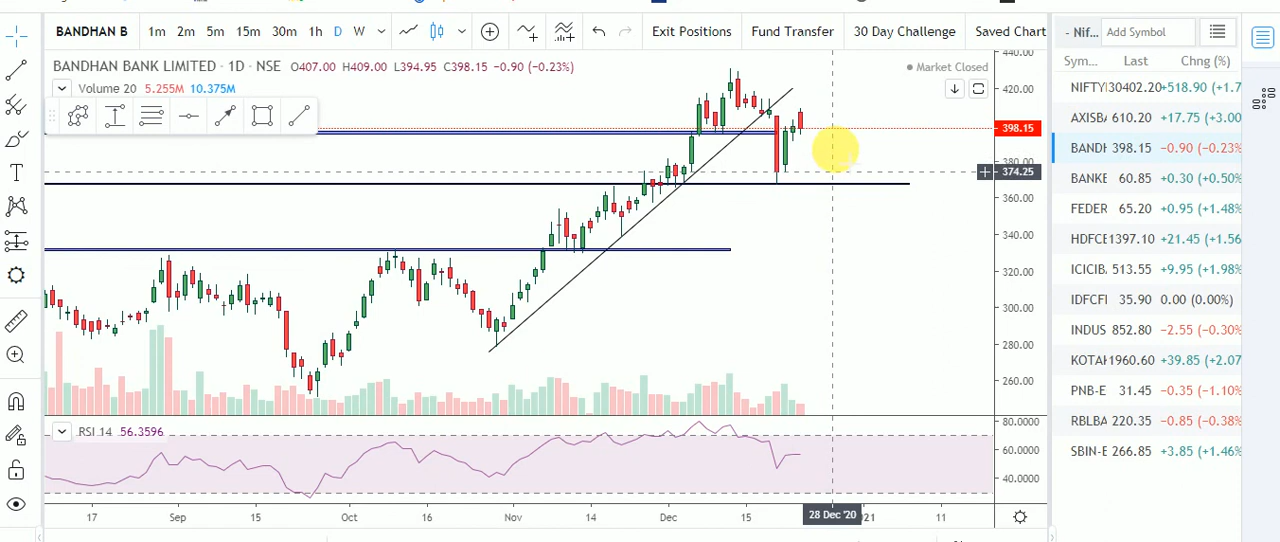 BANDHAN B 1m 2m 5m 15m 30m 1h D W Exit Positions Fund Transfer 30 Day Challenge Saved Chart
- Nif... Add Symbol
BANDHAN BANK LIMITED · 1D · NSE O407.00 H409.00 L394.95 C398.15 -0.90 (-0.23%)
Market Closed
Volume 20 5.255M 10.375M
440.00
420.00
398.15
380.00
374.25
360.00
340.00
320.00
300.00
280.00
260.00
RSI 14 56.3596
80.0000
60.0000
40.0000
17 Sep 15 Oct 16 Nov 14 Dec 15 28 Dec '20 021 11
Sym... Last Chng (%)
NIFTY 30402.20 +518.90 (+1.7
AXISB 610.20 +17.75 (+3.00
BANDI 398.15 −0.90 (−0.23%
BANKE 60.85 +0.30 (+0.50%
FEDER 65.20 +0.95 (+1.48%
HDFCE 1397.10 +21.45 (+1.56
ICICIB. 513.55 +9.95 (+1.98%
IDFCFI 35.90 0.00 (0.00%)
INDUS 852.80 −2.55 (−0.30%
KOTAI 1960.60 +39.85 (+2.07
PNB-E 31.45 −0.35 (−1.10%
RBLBA 220.35 −0.85 (−0.38%
SBIN-E 266.85 +3.85 (+1.46%